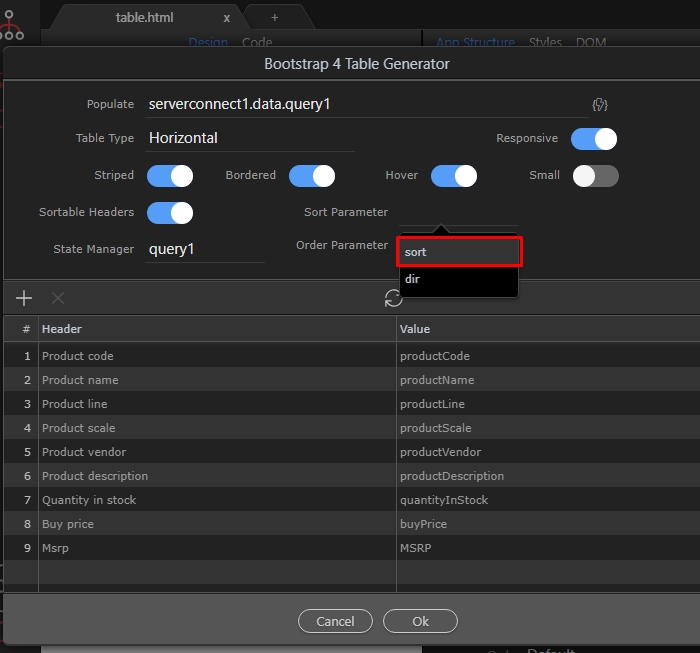 table.html x +
Design Code App Structure Styles DOM
Bootstrap 4 Table Generator
Populate serverconnect1.data.query1
Table Type Horizontal Responsive
Striped Bordered Hover Small
Sortable Headers Sort Parameter
State Manager query1 Order Parameter
sort
dir
# Header Value
1 Product code productCode
2 Product name productName
3 Product line productLine
4 Product scale productScale
5 Product vendor productVendor
6 Product description productDescription
7 Quantity in stock quantityInStock
8 Buy price buyPrice
9 Msrp MSRP
Cancel Ok
Default